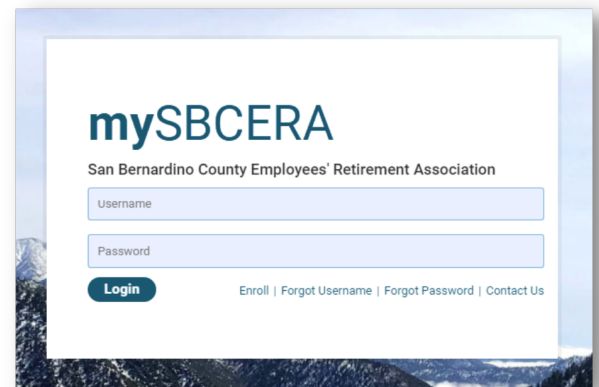 mySBCERA
San Bernardino County Employees' Retirement Association
Username
Password
Login
Enroll | Forgot Username | Forgot Password | Contact Us